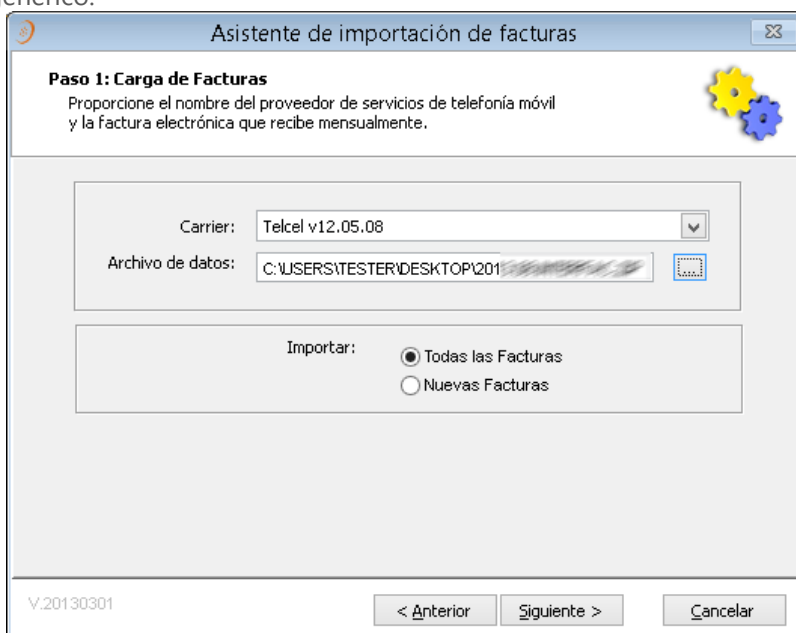 Asistente de importación de facturas
Paso 1: Carga de Facturas
Proporcione el nombre del proveedor de servicios de telefonía móvil
y la factura electrónica que recibe mensualmente.
Carrier: Telcel v12.05.08
Archivo de datos: C:\USERS\TESTER\DESKTOP\201 ...
Importar: Todas las Facturas
Nuevas Facturas
V.20130301 < Anterior Siguiente > Cancelar